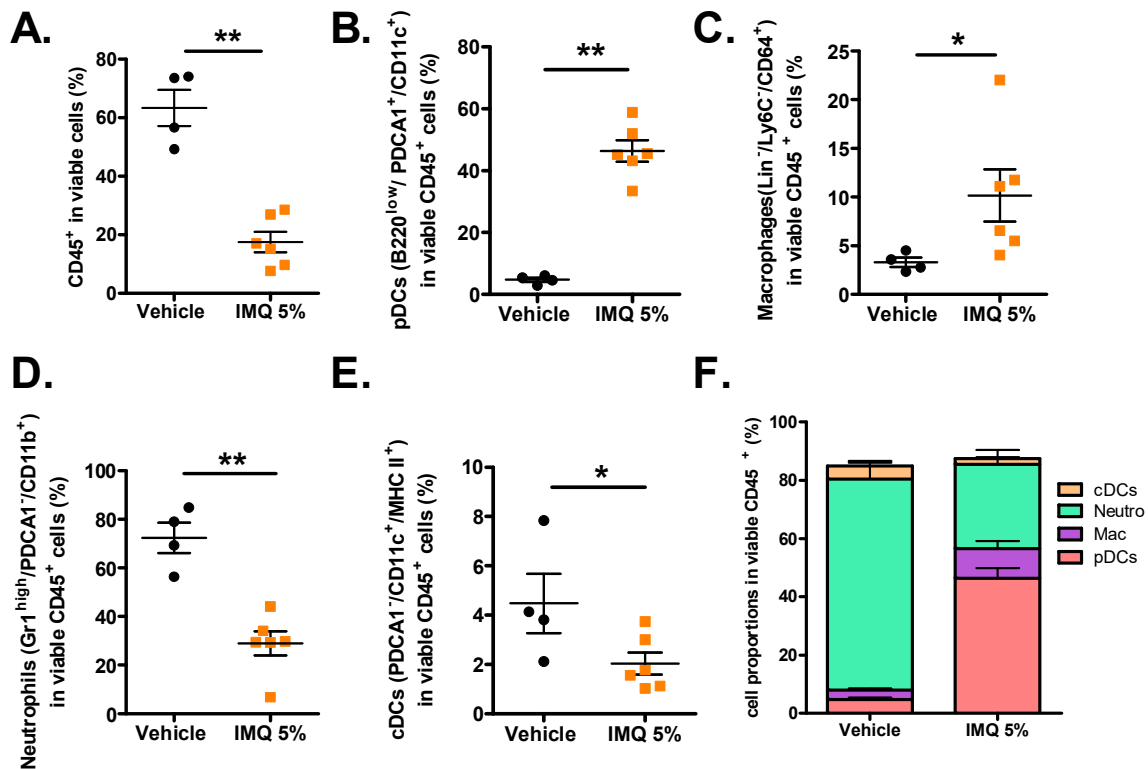 A.
CD45+ in viable cells (%)
80
60
40
20
0
**
Vehicle
IMQ 5%
B.
pDCs (B220low/ PDCA1+/CD11c+)
in viable CD45+ cells (%)
80
60
40
20
0
**
Vehicle
IMQ 5%
C.
Macrophages(Lin-/Ly6C-/CD64+)
in viable CD45+ cells (%
25
20
15
10
5
0
*
Vehicle
IMQ 5%
D.
Neutrophils (Gr1high/PDCA1-/CD11b+)
in viable CD45+ cells (%)
100
80
60
40
20
0
**
Vehicle
IMQ 5%
E.
cDCs (PDCA1-/CD11c+/MHC II+)
in viable CD45+ cells (%)
10
8
6
4
2
0
*
Vehicle
IMQ 5%
F.
cell proportions in viable CD45 + (%)
100
80
60
40
20
0
Vehicle
IMQ 5%
cDCs
Neutro
Mac
pDCs